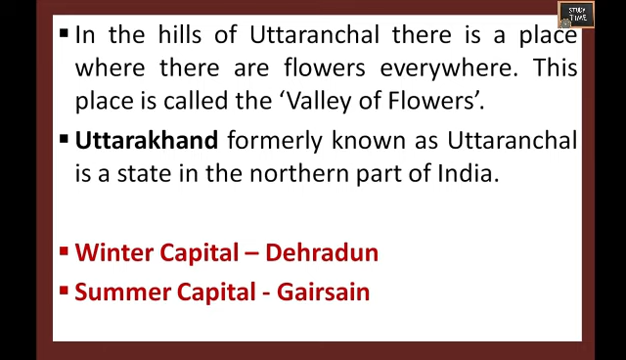 STUDY
TIME
▪ In the hills of Uttaranchal there is a place
where there are flowers everywhere. This
place is called the ‘Valley of Flowers’.
▪ Uttarakhand formerly known as Uttaranchal
is a state in the northern part of India.
▪ Winter Capital – Dehradun
▪ Summer Capital - Gairsain